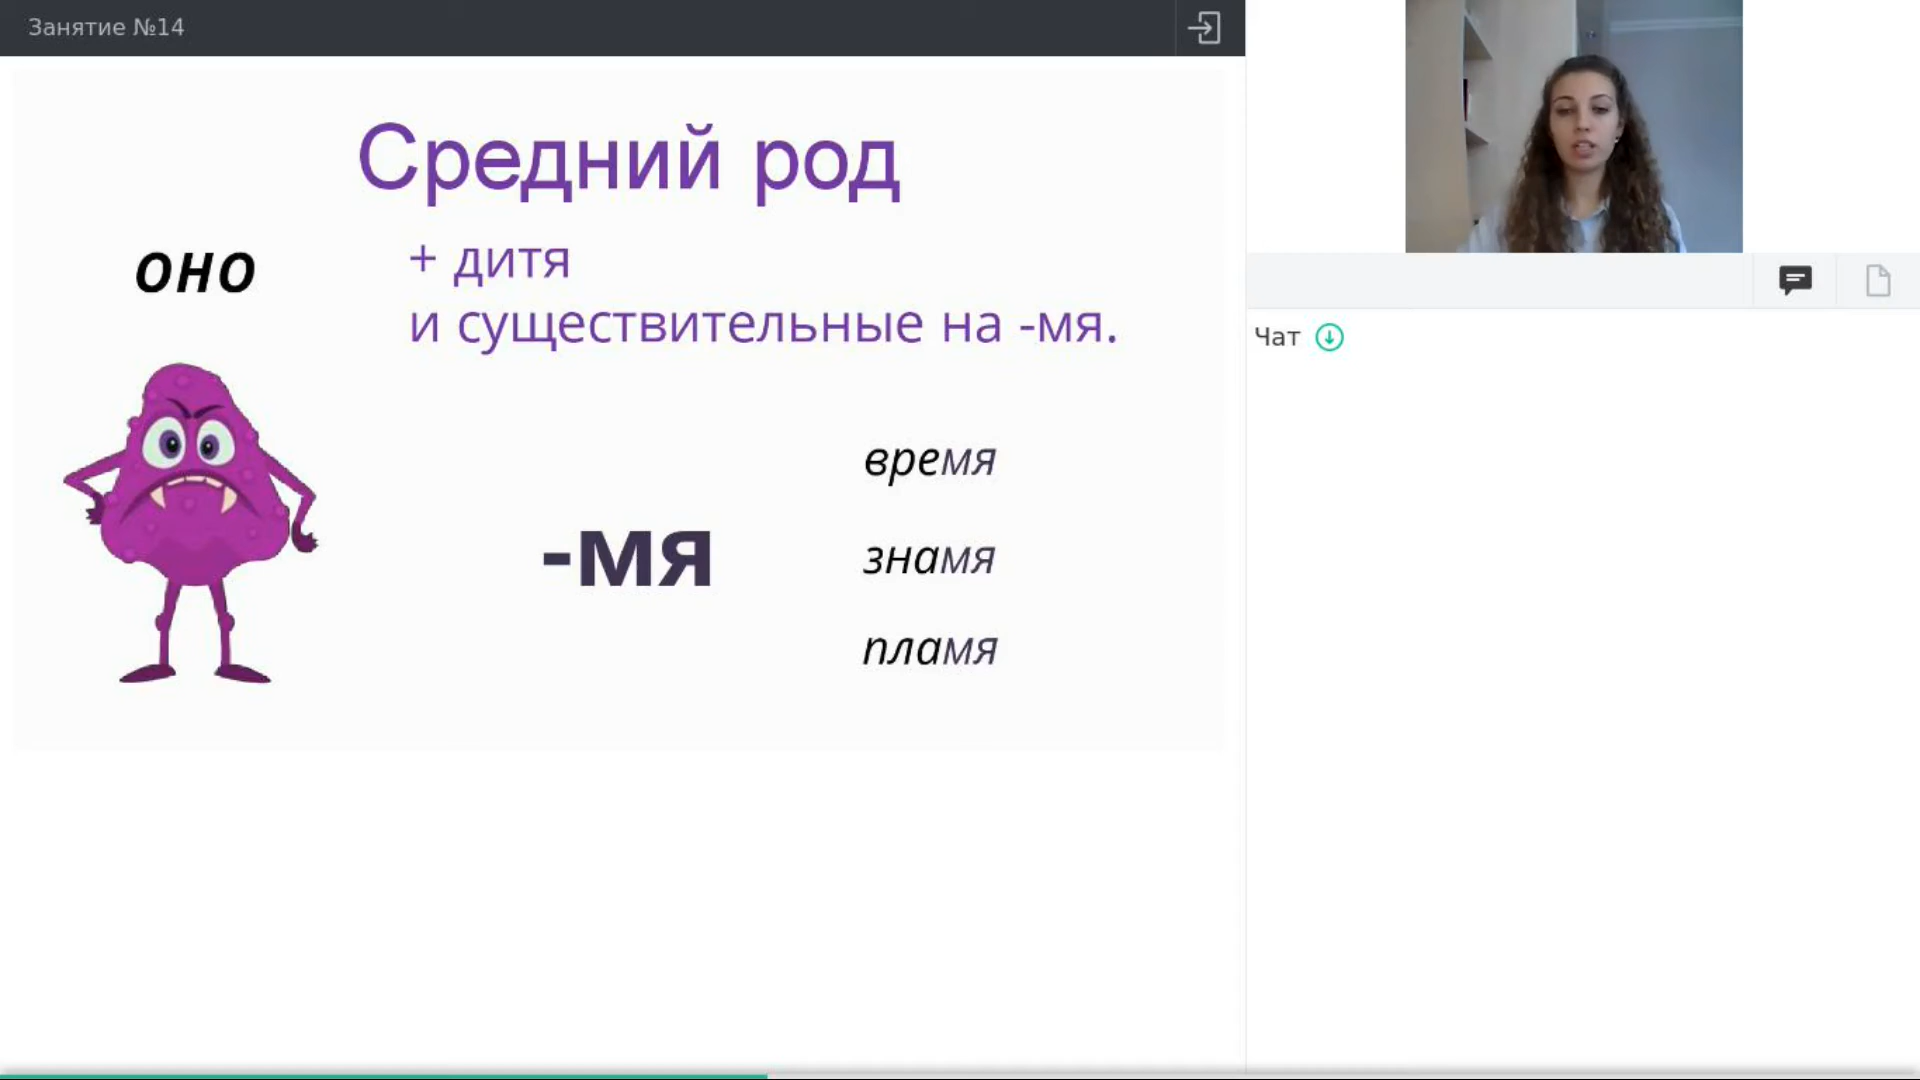 Занятие №14
Средний род
оно
+ дитя
и существительные на -мя.
время
-мя
знамя
пламя
Чат